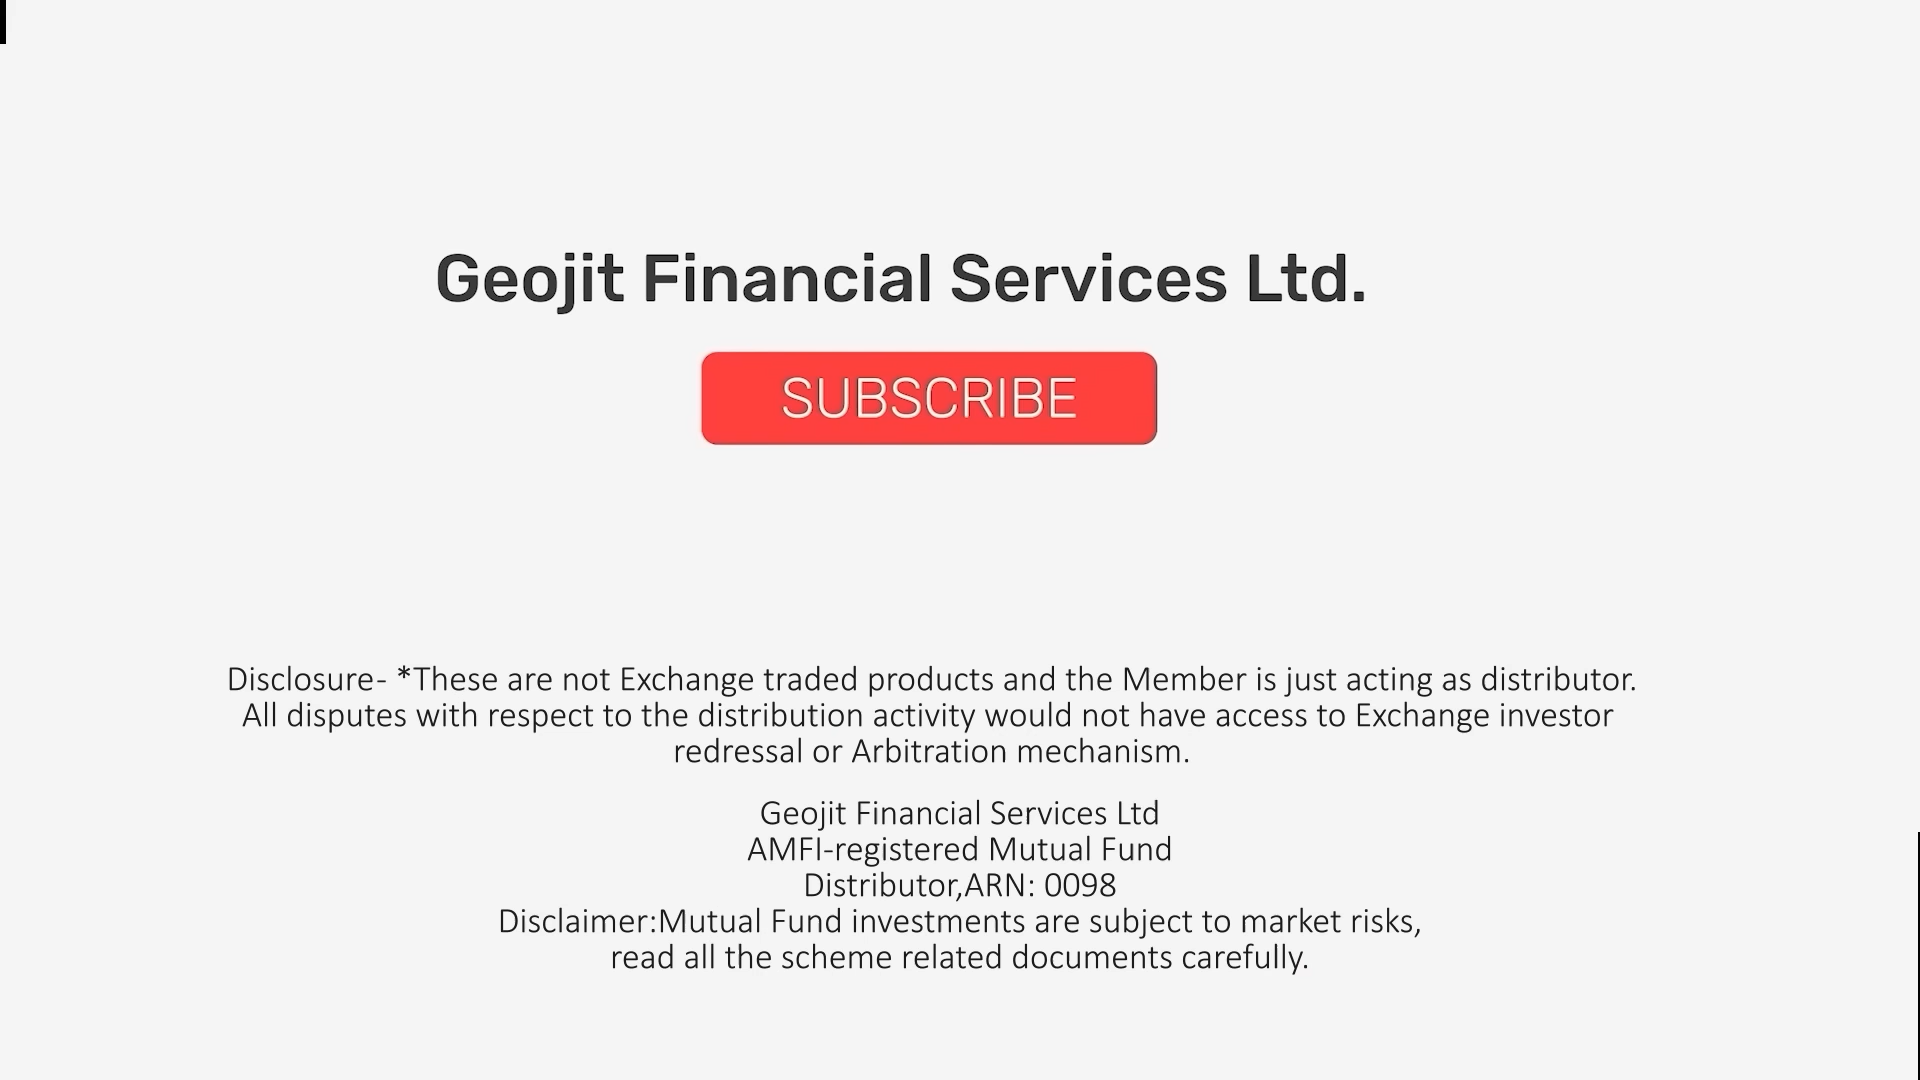 Geojit Financial Services Ltd.
SUBSCRIBE
Disclosure- *These are not Exchange traded products and the Member is just acting as distributor.
All disputes with respect to the distribution activity would not have access to Exchange investor
redressal or Arbitration mechanism.
Geojit Financial Services Ltd
AMFI-registered Mutual Fund
Distributor,ARN: 0098
Disclaimer:Mutual Fund investments are subject to market risks,
read all the scheme related documents carefully.